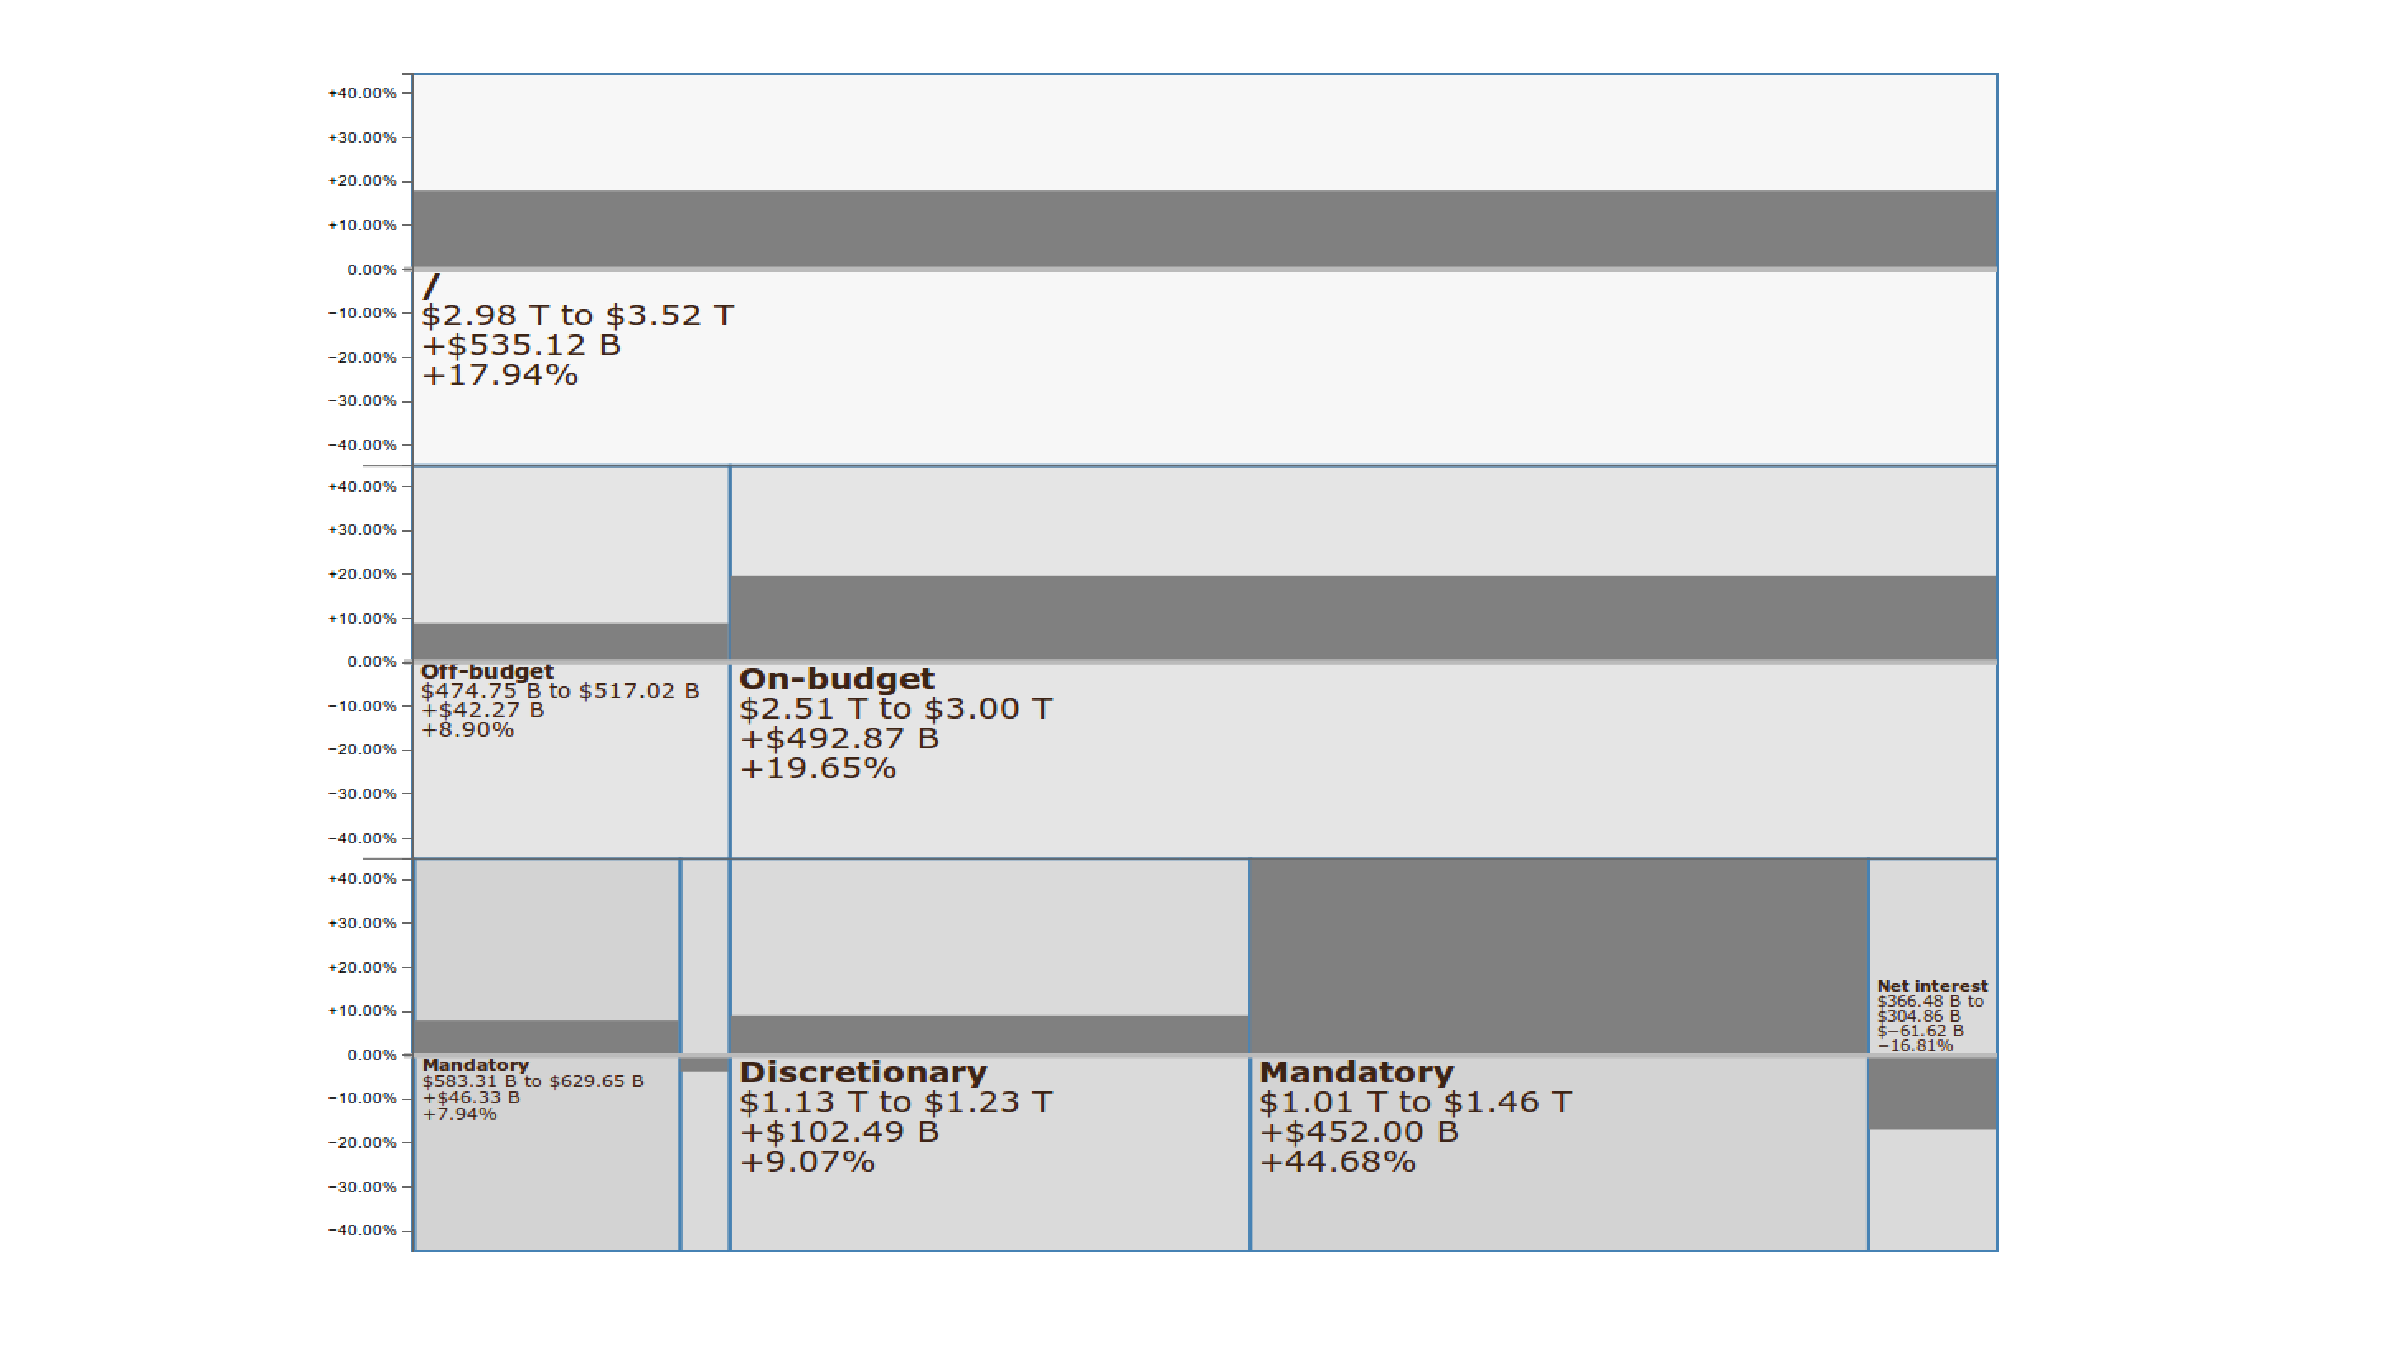 +40.00%
+30.00%
+20.00%
+10.00%
0.00%
−10.00%
−20.00%
−30.00%
−40.00%
/
$2.98 T to $3.52 T
+$535.12 B
+17.94%
+40.00%
+30.00%
+20.00%
+10.00%
0.00%
−10.00%
−20.00%
−30.00%
−40.00%
Off-budget
$474.75 B to $517.02 B
+$42.27 B
+8.90%
On-budget
$2.51 T to $3.00 T
+$492.87 B
+19.65%
+40.00%
+30.00%
+20.00%
+10.00%
0.00%
−10.00%
−20.00%
−30.00%
−40.00%
Mandatory
$583.31 B to $629.65 B
+$46.33 B
+7.94%
Discretionary
$1.13 T to $1.23 T
+$102.49 B
+9.07%
Mandatory
$1.01 T to $1.46 T
+$452.00 B
+44.68%
Net interest
$366.48 B to
$304.86 B
$−61.62 B
−16.81%